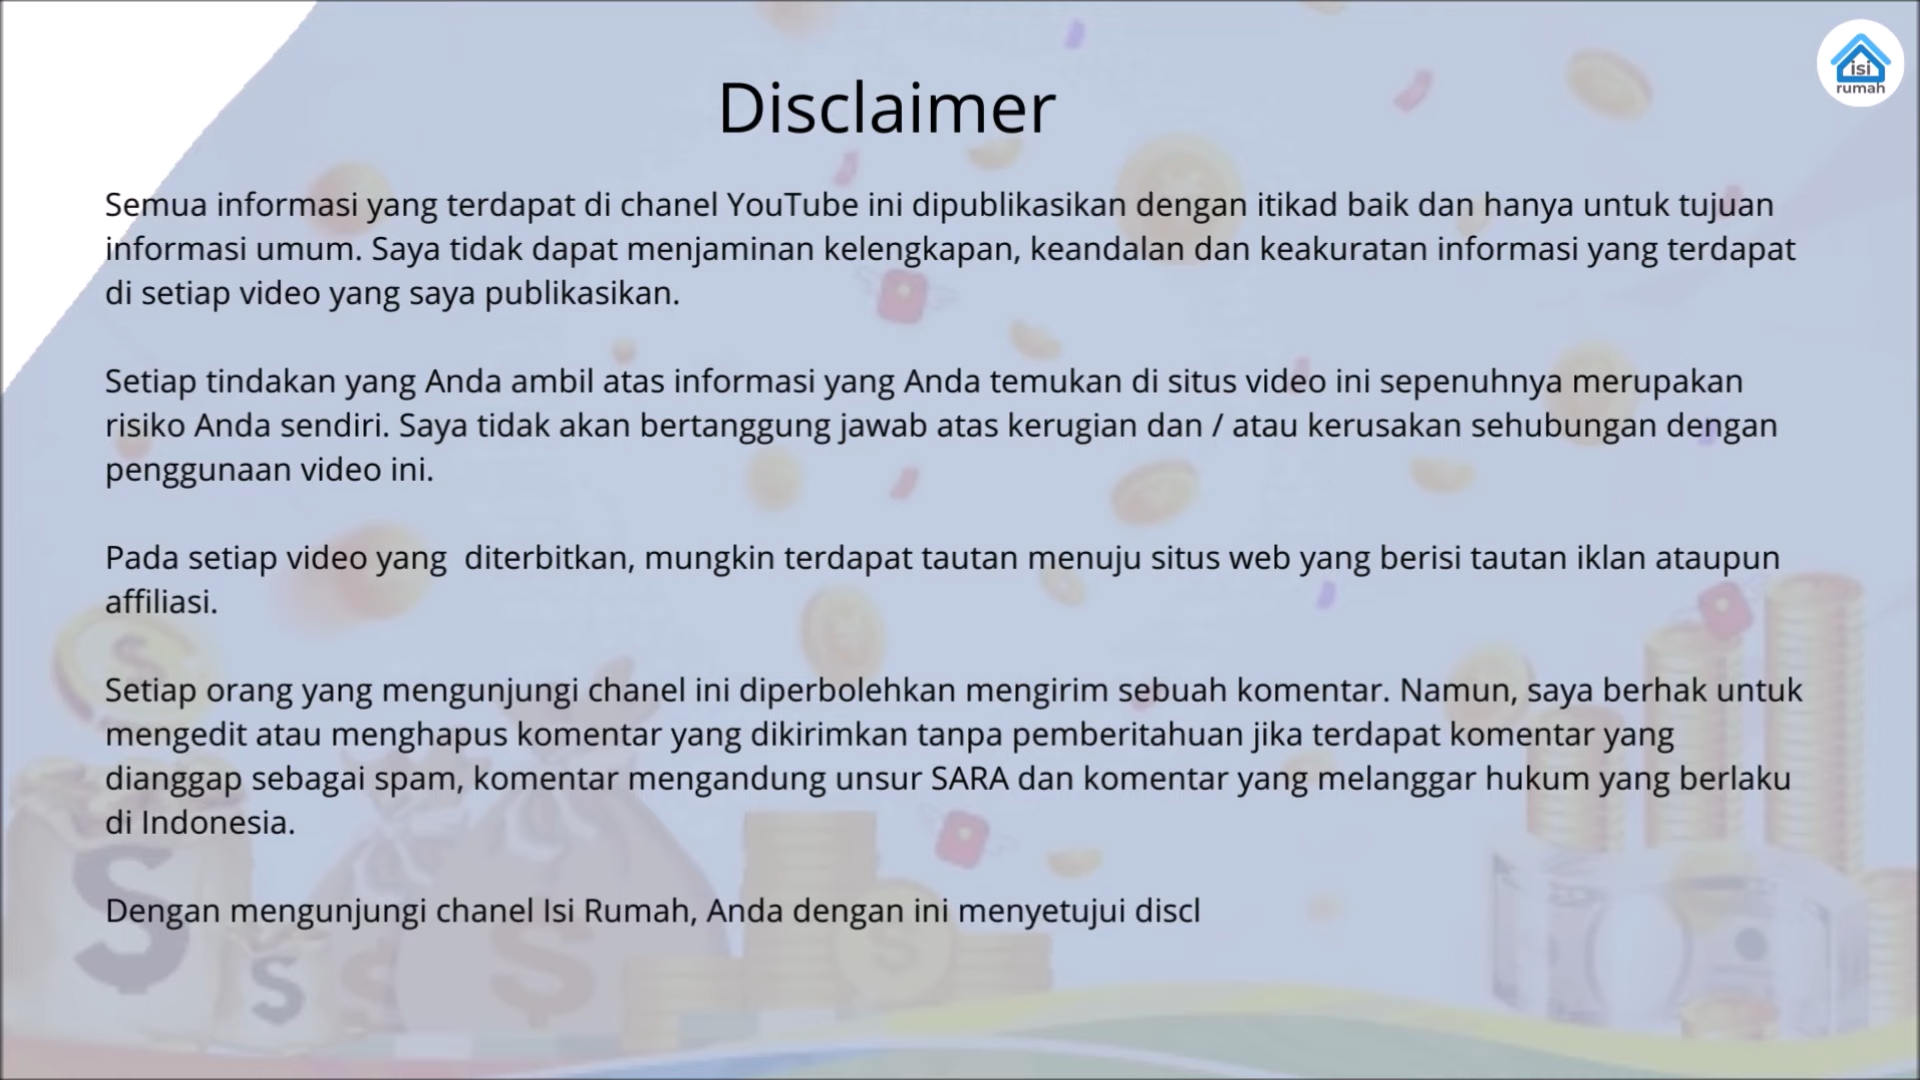 isi
rumah
Disclaimer
Semua informasi yang terdapat di chanel YouTube ini dipublikasikan dengan itikad baik dan hanya untuk tujuan
informasi umum. Saya tidak dapat menjaminan kelengkapan, keandalan dan keakuratan informasi yang terdapat
di setiap video yang saya publikasikan.
Setiap tindakan yang Anda ambil atas informasi yang Anda temukan di situs video ini sepenuhnya merupakan
risiko Anda sendiri. Saya tidak akan bertanggung jawab atas kerugian dan / atau kerusakan sehubungan dengan
penggunaan video ini.
Pada setiap video yang  diterbitkan, mungkin terdapat tautan menuju situs web yang berisi tautan iklan ataupun
affiliasi.
Setiap orang yang mengunjungi chanel ini diperbolehkan mengirim sebuah komentar. Namun, saya berhak untuk
mengedit atau menghapus komentar yang dikirimkan tanpa pemberitahuan jika terdapat komentar yang
dianggap sebagai spam, komentar mengandung unsur SARA dan komentar yang melanggar hukum yang berlaku
di Indonesia.
Dengan mengunjungi chanel Isi Rumah, Anda dengan ini menyetujui discl